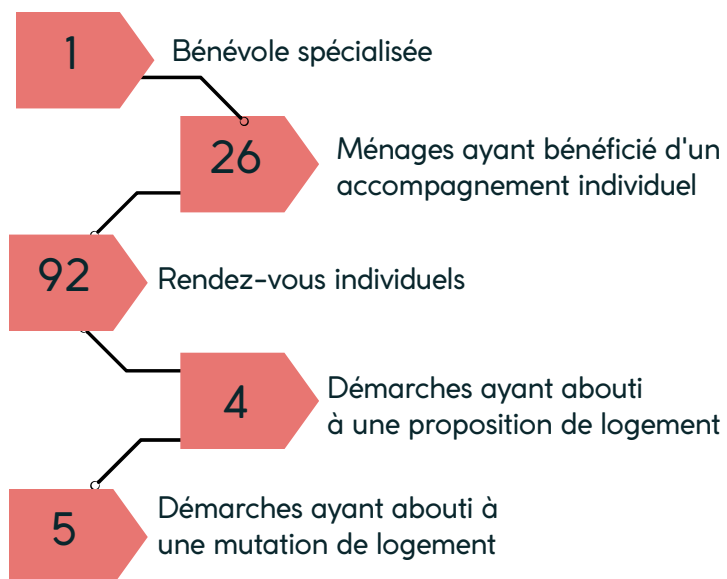 1
Bénévole spécialisée
26
Ménages ayant bénéficié d'un
accompagnement individuel
92
Rendez-vous individuels
4
Démarches ayant abouti
à une proposition de logement
5
Démarches ayant abouti à
une mutation de logement